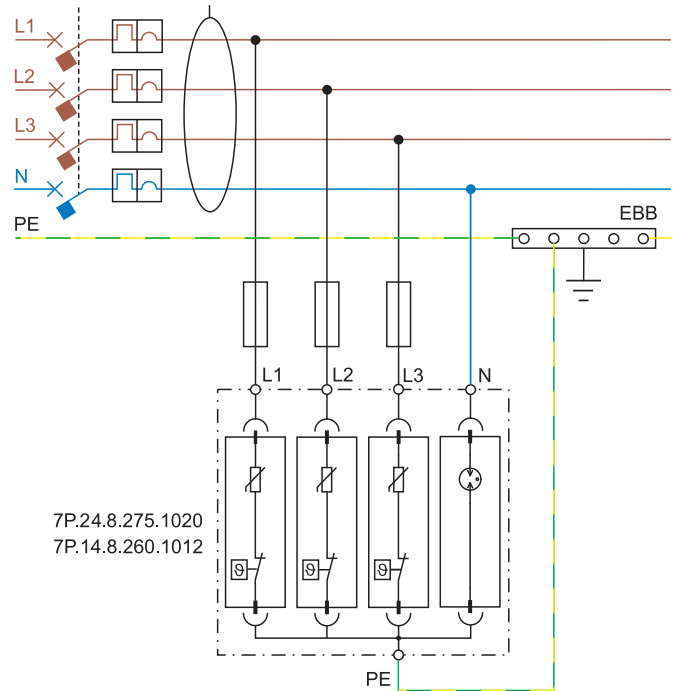 L1
L2
L3
N
PE
EBB
L1 L2 L3 N
7P.24.8.275.1020
7P.14.8.260.1012
ϑ ϑ ϑ
PE